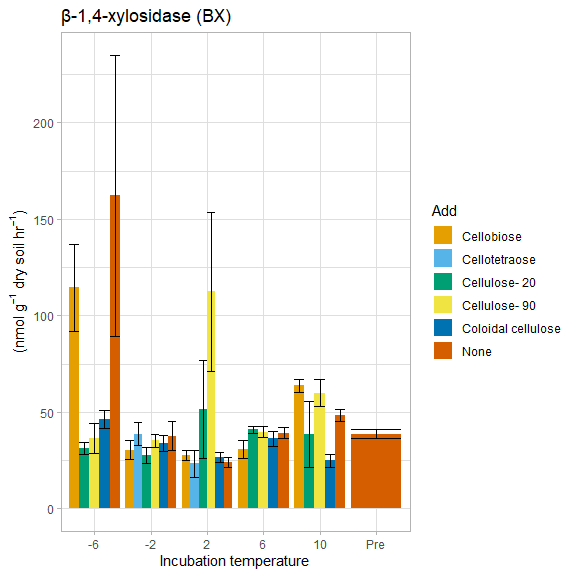 β-1,4-xylosidase (BX)
(nmol g⁻¹ dry soil hr⁻¹)
200
150
100
50
0
-6 -2 2 6 10 Pre
Incubation temperature
Add
Cellobiose
Cellotetraose
Cellulose- 20
Cellulose- 90
Coloidal cellulose
None